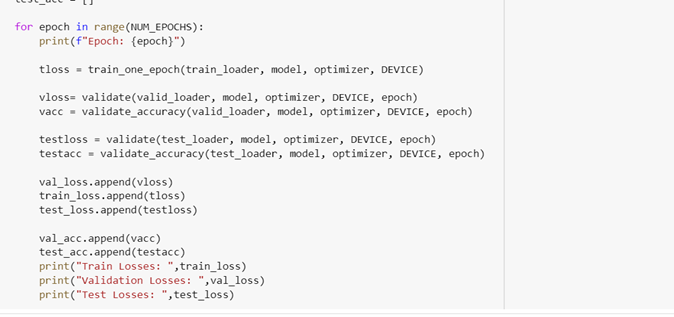 test_acc = []
for epoch in range(NUM_EPOCHS):
print(f"Epoch: {epoch}")
tloss = train_one_epoch(train_loader, model, optimizer, DEVICE)
vloss= validate(valid_loader, model, optimizer, DEVICE, epoch)
vacc = validate_accuracy(valid_loader, model, optimizer, DEVICE, epoch)
testloss = validate(test_loader, model, optimizer, DEVICE, epoch)
testacc = validate_accuracy(test_loader, model, optimizer, DEVICE, epoch)
val_loss.append(vloss)
train_loss.append(tloss)
test_loss.append(testloss)
val_acc.append(vacc)
test_acc.append(testacc)
print("Train Losses: ",train_loss)
print("Validation Losses: ",val_loss)
print("Test Losses: ",test_loss)